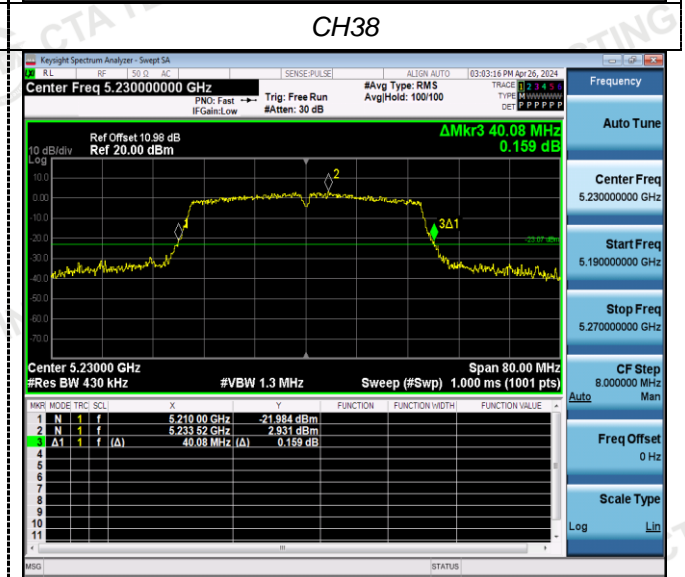 CH38
Keysight Spectrum Analyzer - Swept SA
RL RF 50 Ω AC SENSE:PULSE ALIGN AUTO 03:03:16 PM Apr 26, 2024
Center Freq 5.230000000 GHz
PNO: Fast
IFGain:Low
Trig: Free Run
#Atten: 30 dB
#Avg Type: RMS
Avg|Hold: 100/100
TRACE 1 2 3 4 5 6
TYPE M WWWWW
DET P P P P P P
Frequency
Auto Tune
Center Freq
5.230000000 GHz
Start Freq
5.190000000 GHz
Stop Freq
5.270000000 GHz
CF Step
8.000000 MHz
Auto Man
Freq Offset
0 Hz
Scale Type
Log Lin
Ref Offset 10.98 dB
10 dB/div Ref 20.00 dBm
Log
ΔMkr3 40.08 MHz
0.159 dB
10.0
0.00
-10.0
-20.0
-30.0
-40.0
-50.0
-60.0
-70.0
1
2
3Δ1
-23.07 dBm
Center 5.23000 GHz Span 80.00 MHz
#Res BW 430 kHz #VBW 1.3 MHz Sweep (#Swp) 1.000 ms (1001 pts)
MKR MODE TRC SCL X Y FUNCTION FUNCTION WIDTH FUNCTION VALUE
1 N 1 f 5.210 00 GHz -21.984 dBm
2 N 1 f 5.233 52 GHz 2.931 dBm
3 Δ1 1 f (Δ) 40.08 MHz (Δ) 0.159 dB
4
5
6
7
8
9
10
11
MSG STATUS